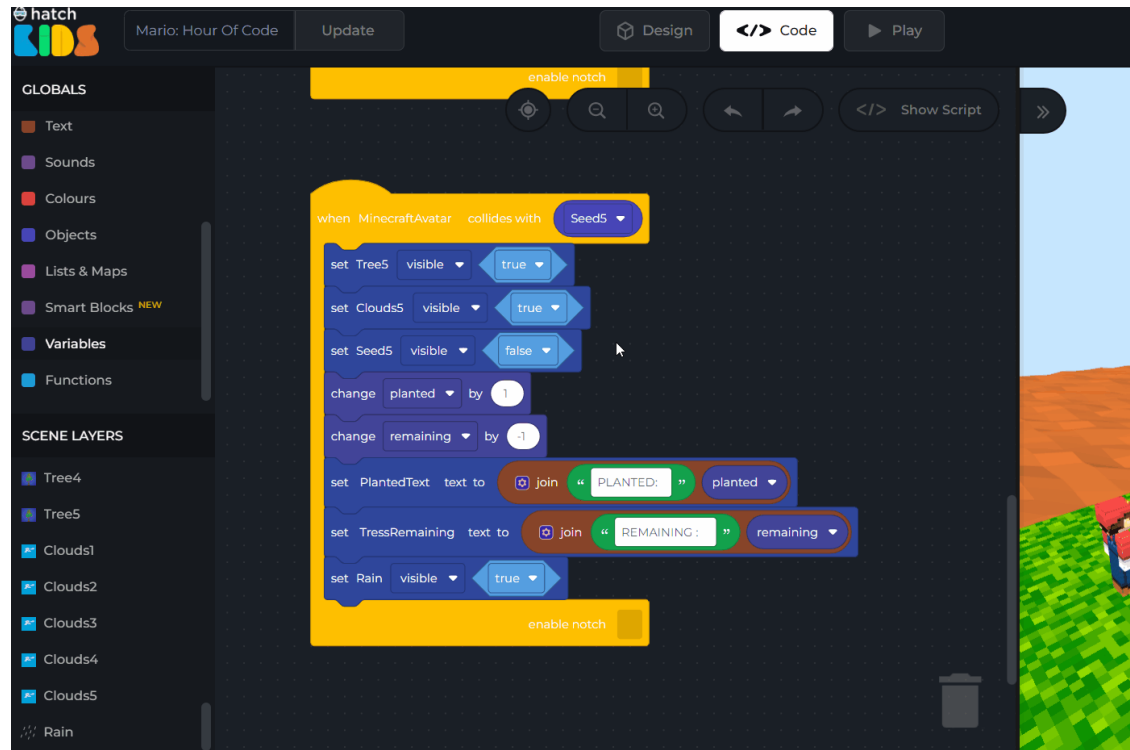 hatch
KIDS
Mario: Hour Of Code
Update
Design
</> Code
Play
GLOBALS
Text
Sounds
Colours
Objects
Lists & Maps
Smart Blocks NEW
Variables
Functions
SCENE LAYERS
Tree4
Tree5
Clouds1
Clouds2
Clouds3
Clouds4
Clouds5
Rain
enable notch
</> Show Script
when MinecraftAvatar collides with Seed5
set Tree5 visible true
set Clouds5 visible true
set Seed5 visible false
change planted by 1
change remaining by -1
set PlantedText text to join “ PLANTED: ” planted
set TressRemaining text to join “ REMAINING : ” remaining
set Rain visible true
enable notch